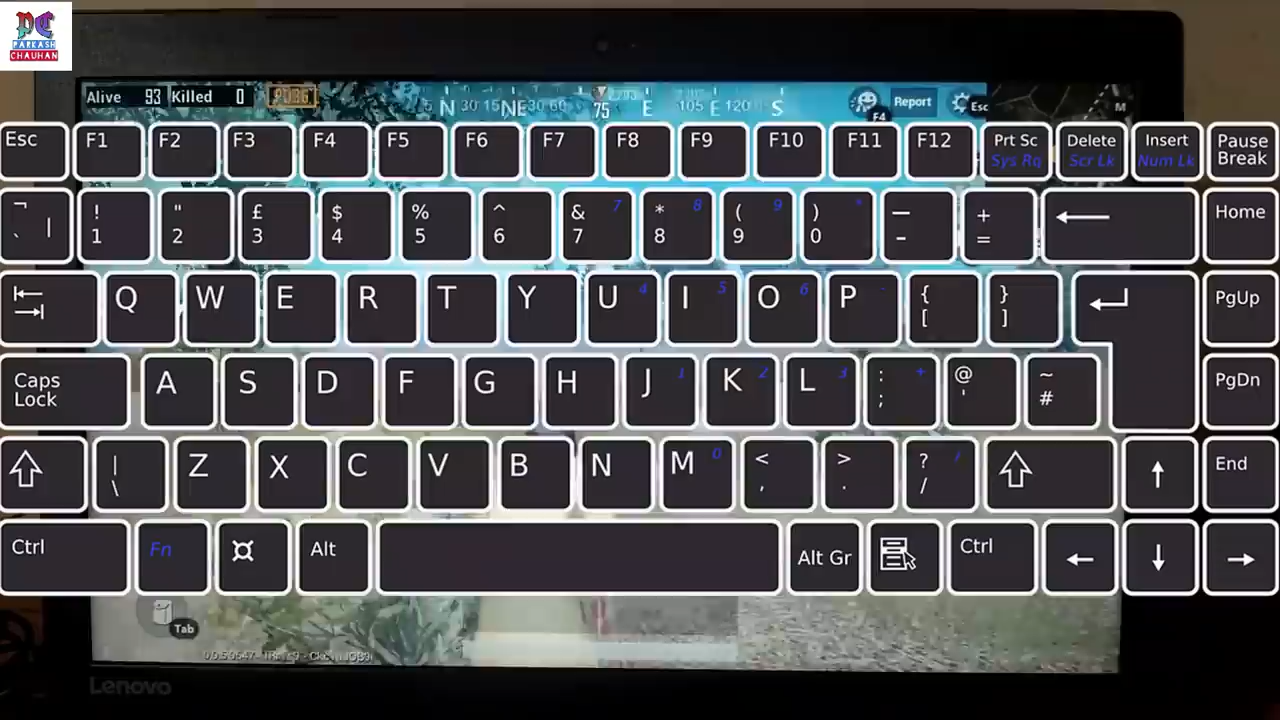 PC
PARKASH
CHAUHAN
Alive 93 Killed 0 PUBG
N 30 NE 30 60 75 E 105 E 120 S
Report Esc M
F4
Esc F1 F2 F3 F4 F5 F6 F7 F8 F9 F10 F11 F12 Prt Sc Delete Insert Pause
Sys Rq Scr Lk Num Lk Break
¬ ! " £ $ % ^ & 7 * 8 ( 9 ) * — + ← Home
` | 1 2 3 4 5 6 7 8 9 0 - =
Q W E R T Y U 4 I 5 O 6 P - { } PgUp
[ ]
Caps A S D F G H J 1 K 2 L 3 : + @ ~ PgDn
Lock ; ' #
| Z X C V B N M 0 < > ? / ↑ End
\ , . /
Ctrl Fn Alt Alt Gr Ctrl ← ↓ →
Tab
Lenovo